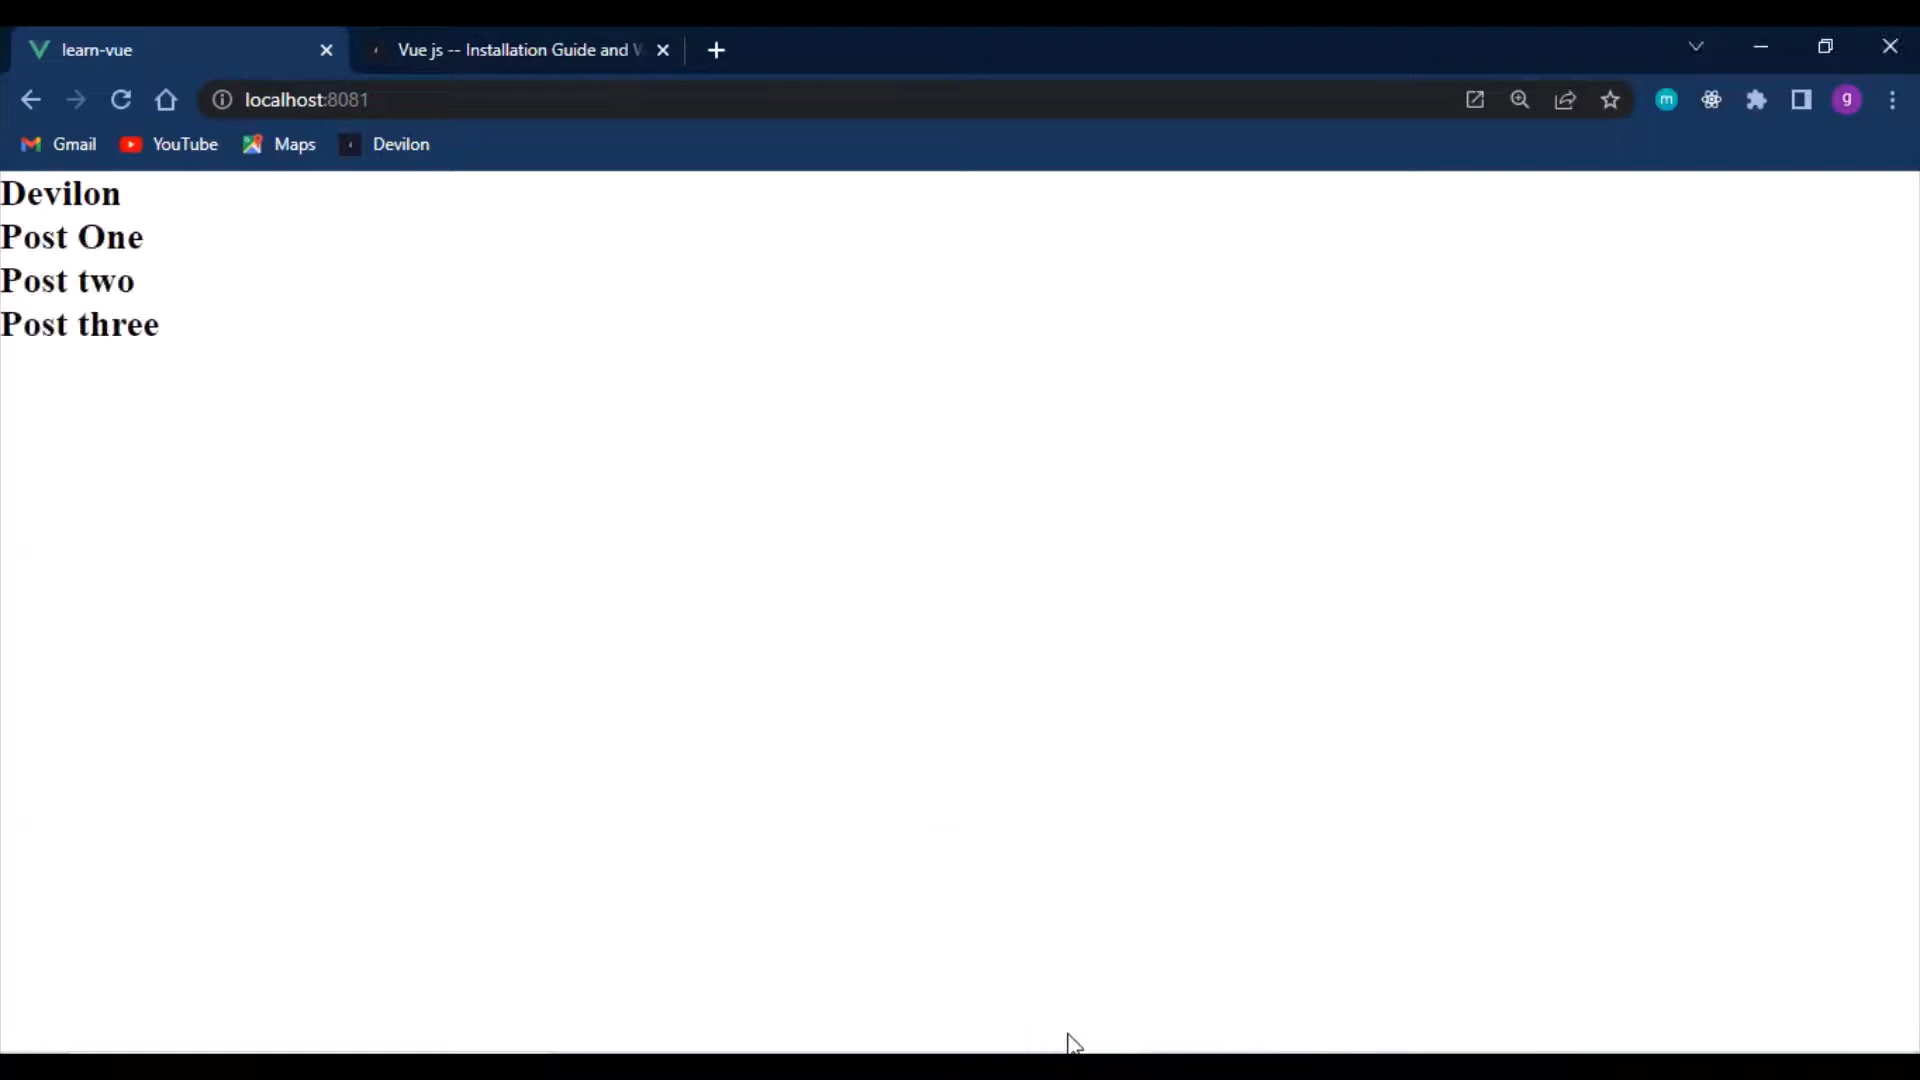 learn-vue
Vue js -- Installation Guide and
localhost:8081
m
g
Gmail
YouTube
Maps
Devilon
Devilon
Post One
Post two
Post three